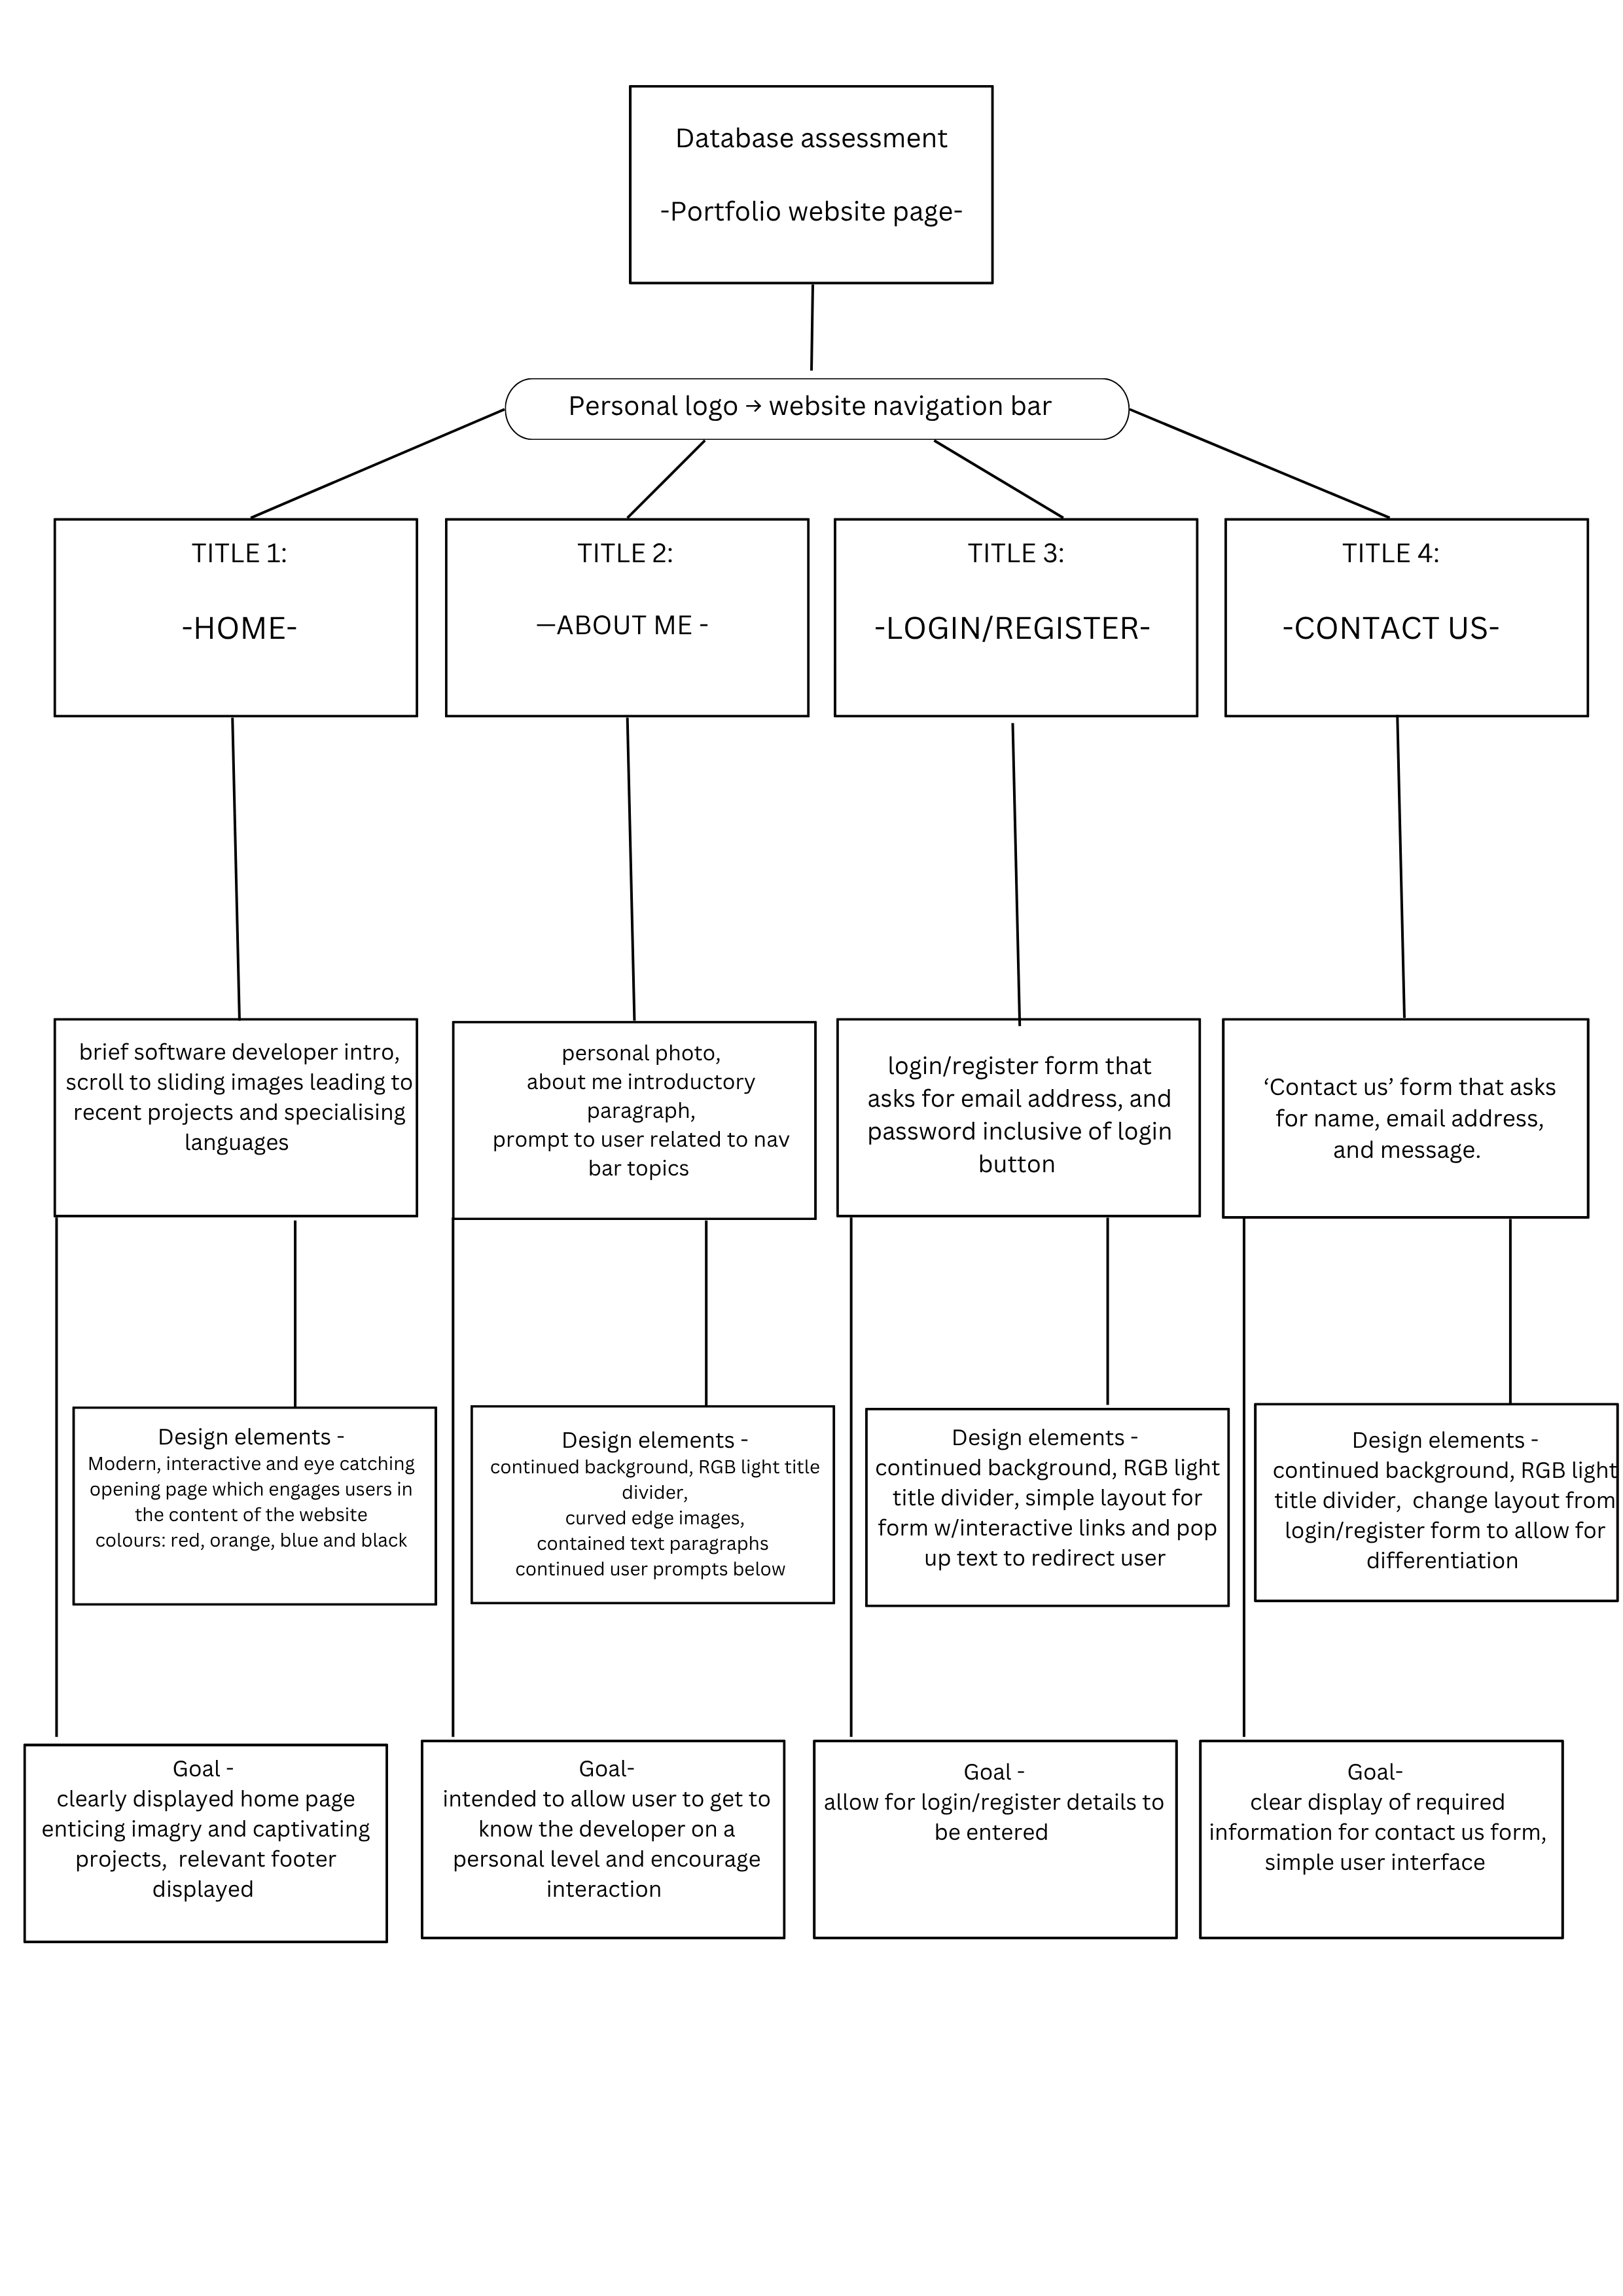 Database assessment
-Portfolio website page-
Personal logo → website navigation bar
TITLE 1:
-HOME-
TITLE 2:
—ABOUT ME -
TITLE 3:
-LOGIN/REGISTER-
TITLE 4:
-CONTACT US-
brief software developer intro,
scroll to sliding images leading to
recent projects and specialising
languages
personal photo,
about me introductory
paragraph,
prompt to user related to nav
bar topics
login/register form that
asks for email address, and
password inclusive of login
button
‘Contact us’ form that asks
for name, email address,
and message.
Design elements -
Modern, interactive and eye catching
opening page which engages users in
the content of the website
colours: red, orange, blue and black
Design elements -
continued background, RGB light title
divider,
curved edge images,
contained text paragraphs
continued user prompts below
Design elements -
continued background, RGB light
title divider, simple layout for
form w/interactive links and pop
up text to redirect user
Design elements -
continued background, RGB light
title divider,  change layout from
login/register form to allow for
differentiation
Goal -
clearly displayed home page
enticing imagry and captivating
projects,  relevant footer
displayed
Goal-
intended to allow user to get to
know the developer on a
personal level and encourage
interaction
Goal -
allow for login/register details to
be entered
Goal-
clear display of required
information for contact us form,
simple user interface